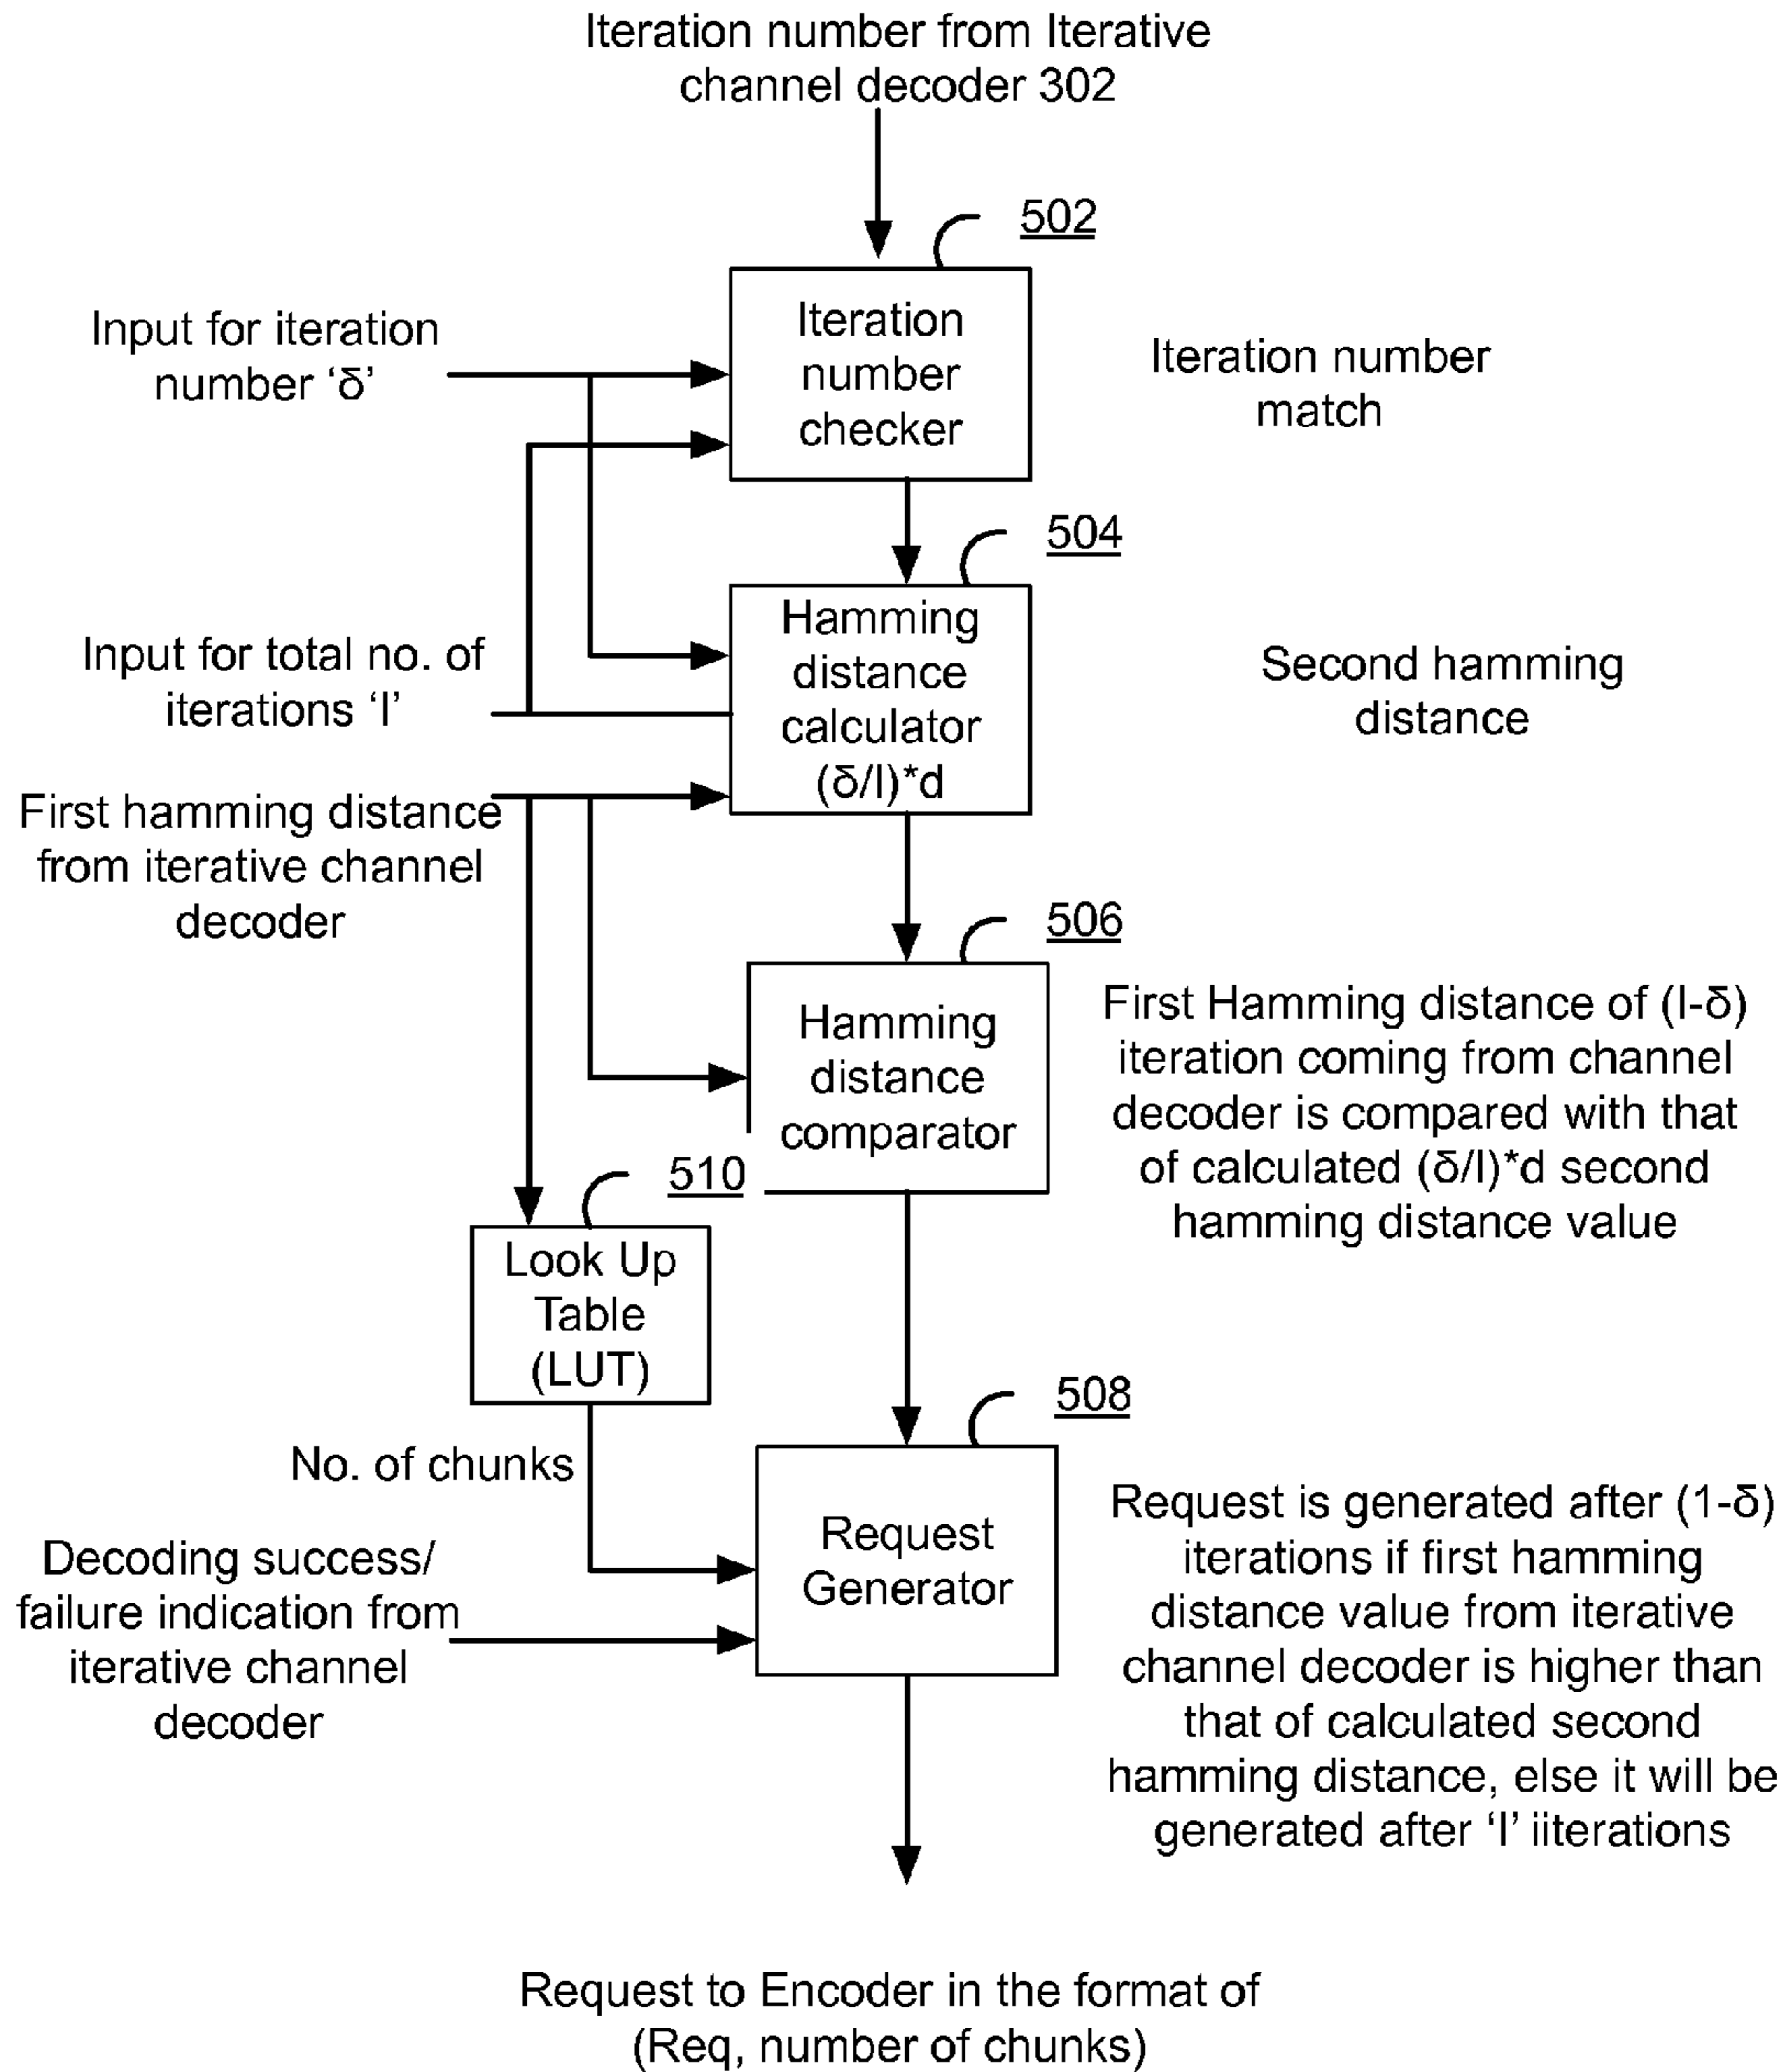 Iteration number from Iterative
channel decoder 302
502
Iteration
number
checker
Input for iteration
number ‘δ’
Iteration number
match
504
Hamming
distance
calculator
(δ/I)*d
Input for total no. of
iterations ‘I’
Second hamming
distance
First hamming distance
from iterative channel
decoder
506
Hamming
distance
comparator
First Hamming distance of (I-δ)
iteration coming from channel
decoder is compared with that
of calculated (δ/I)*d second
hamming distance value
510
Look Up
Table
(LUT)
No. of chunks
508
Request
Generator
Decoding success/
failure indication from
iterative channel
decoder
Request is generated after (1-δ)
iterations if first hamming
distance value from iterative
channel decoder is higher than
that of calculated second
hamming distance, else it will be
generated after ‘I’ iiterations
Request to Encoder in the format of
(Req, number of chunks)